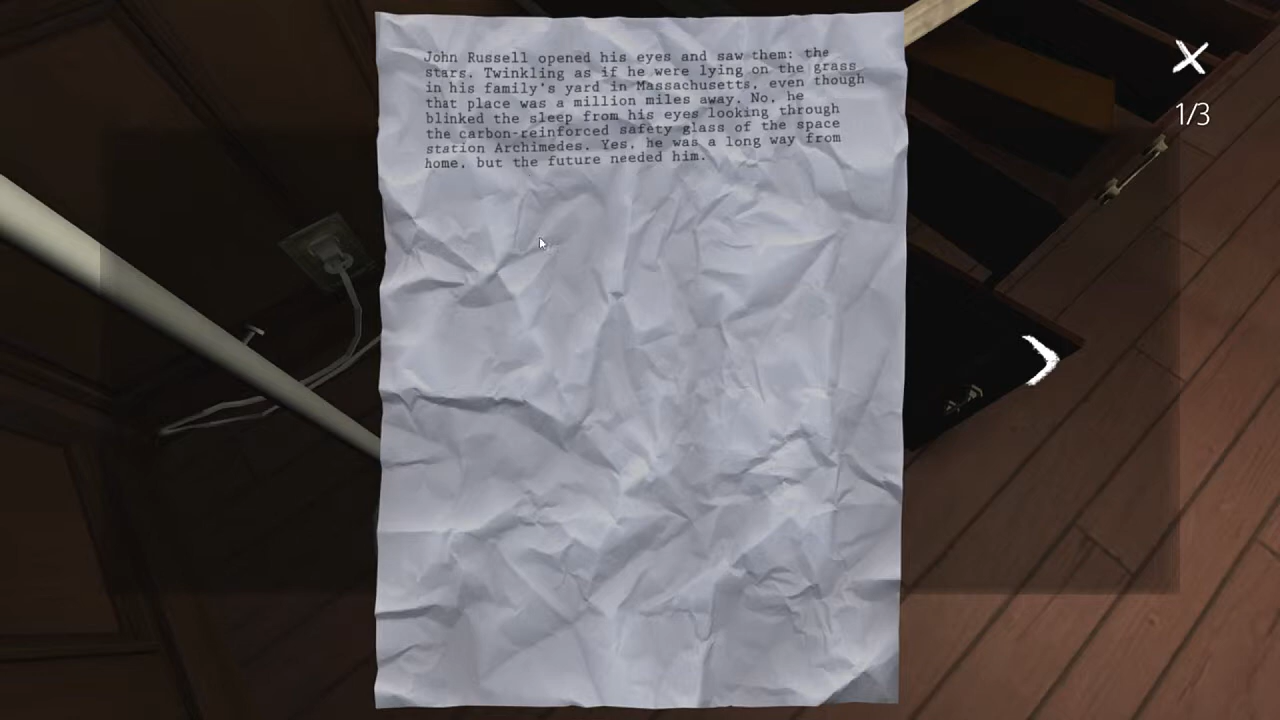 John Russell opened his eyes and saw them: the
stars. Twinkling as if he were lying on the grass
in his family's yard in Massachusetts, even though
that place was a million miles away. No, he
blinked the sleep from his eyes looking through
the carbon-reinforced safety glass of the space
station Archimedes. Yes, he was a long way from
home, but the future needed him.
1/3